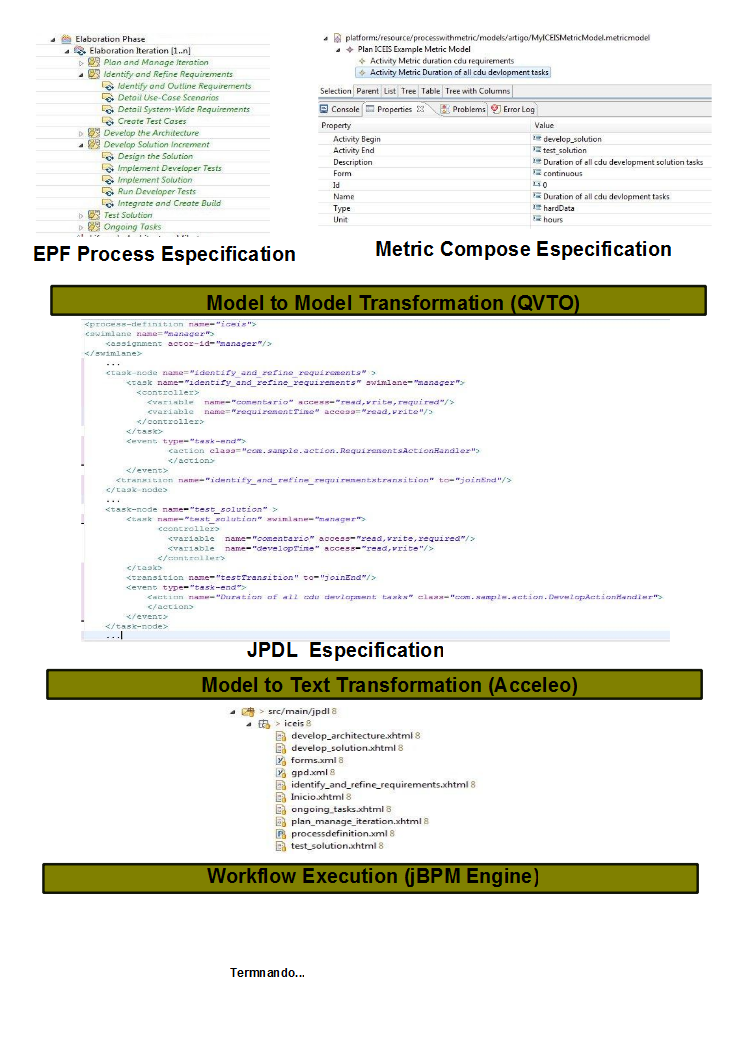 Elaboration Phase
Elaboration Iteration [1..n]
Plan and Manage Iteration
Identify and Refine Requirements
Identify and Outline Requirements
Detail Use-Case Scenarios
Detail System-Wide Requirements
Create Test Cases
Develop the Architecture
Develop Solution Increment
Design the Solution
Implement Developer Tests
Implement Solution
Run Developer Tests
Integrate and Create Build
Test Solution
Ongoing Tasks
EPF Process Especification
platform:/resource/processwithmetric/models/artigo/MyICEISMetricModel.metricmodel
Plan ICEIS Example Metric Model
Activity Metric duration cdu requirements
Activity Metric Duration of all cdu devlopment tasks
Selection Parent List Tree Table Tree with Columns
Console Properties Problems Error Log
Property Value
Activity Begin develop_solution
Activity End test_solution
Description Duration of all cdu development solution tasks
Form continuous
Id 0
Name Duration of all cdu devlopment tasks
Type hardData
Unit hours
Metric Compose Especification
Model to Model Transformation (QVTO)
<process-definition name="iceis">
<swimlane name="manager">
<assignment actor-id="manager"/>
</swimlane>
...
<task-node name="identify_and_refine_requirements" >
<task name="identify_and_refine_requirements" swimlane="manager">
<controller>
<variable name="comentario" access="read,write,required"/>
<variable name="requirementTime" access="read,write"/>
</controller>
</task>
<event type="task-end">
<action class="com.sample.action.RequirementsActionHandler">
</action>
</event>
<transition name="identify_and_refine_requirementstransition" to="joinEnd"/>
</task-node>
...
<task-node name="test_solution" >
<task name="test_solution" swimlane="manager">
<controller>
<variable name="comentario" access="read,write,required"/>
<variable name="developTime" access="read,write"/>
</controller>
</task>
<transition name="testTransition" to="joinEnd"/>
<event type="task-end">
<action name="Duration of all cdu devlopment tasks" class="com.sample.action.DevelopActionHandler">
</action>
</event>
</task-node>
...
JPDL Especification
Model to Text Transformation (Acceleo)
> src/main/jpdl 8
> iceis 8
develop_architecture.xhtml 8
develop_solution.xhtml 8
forms.xml 8
gpd.xml 8
identify_and_refine_requirements.xhtml 8
Inicio.xhtml 8
ongoing_tasks.xhtml 8
plan_manage_iteration.xhtml 8
processdefinition.xml 8
test_solution.xhtml 8
Workflow Execution (jBPM Engine)
Termnando...